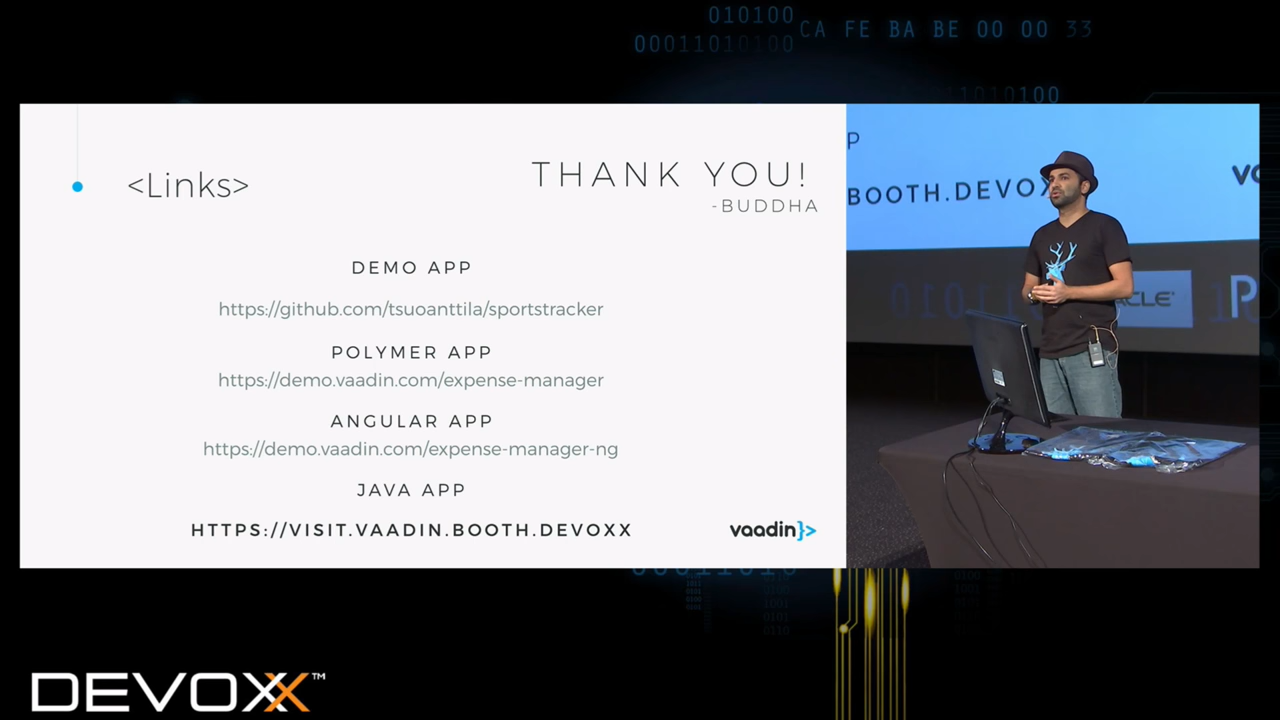 010100
00011010100
CA FE BA BE 00 00 33
1010100
<Links>
THANK YOU!
-BUDDHA
DEMO APP
https://github.com/tsuoanttila/sportstracker
POLYMER APP
https://demo.vaadin.com/expense-manager
ANGULAR APP
https://demo.vaadin.com/expense-manager-ng
JAVA APP
HTTPS://VISIT.VAADIN.BOOTH.DEVOXX
vaadin}>
P
BOOTH.DEVOX
DEVOXX™